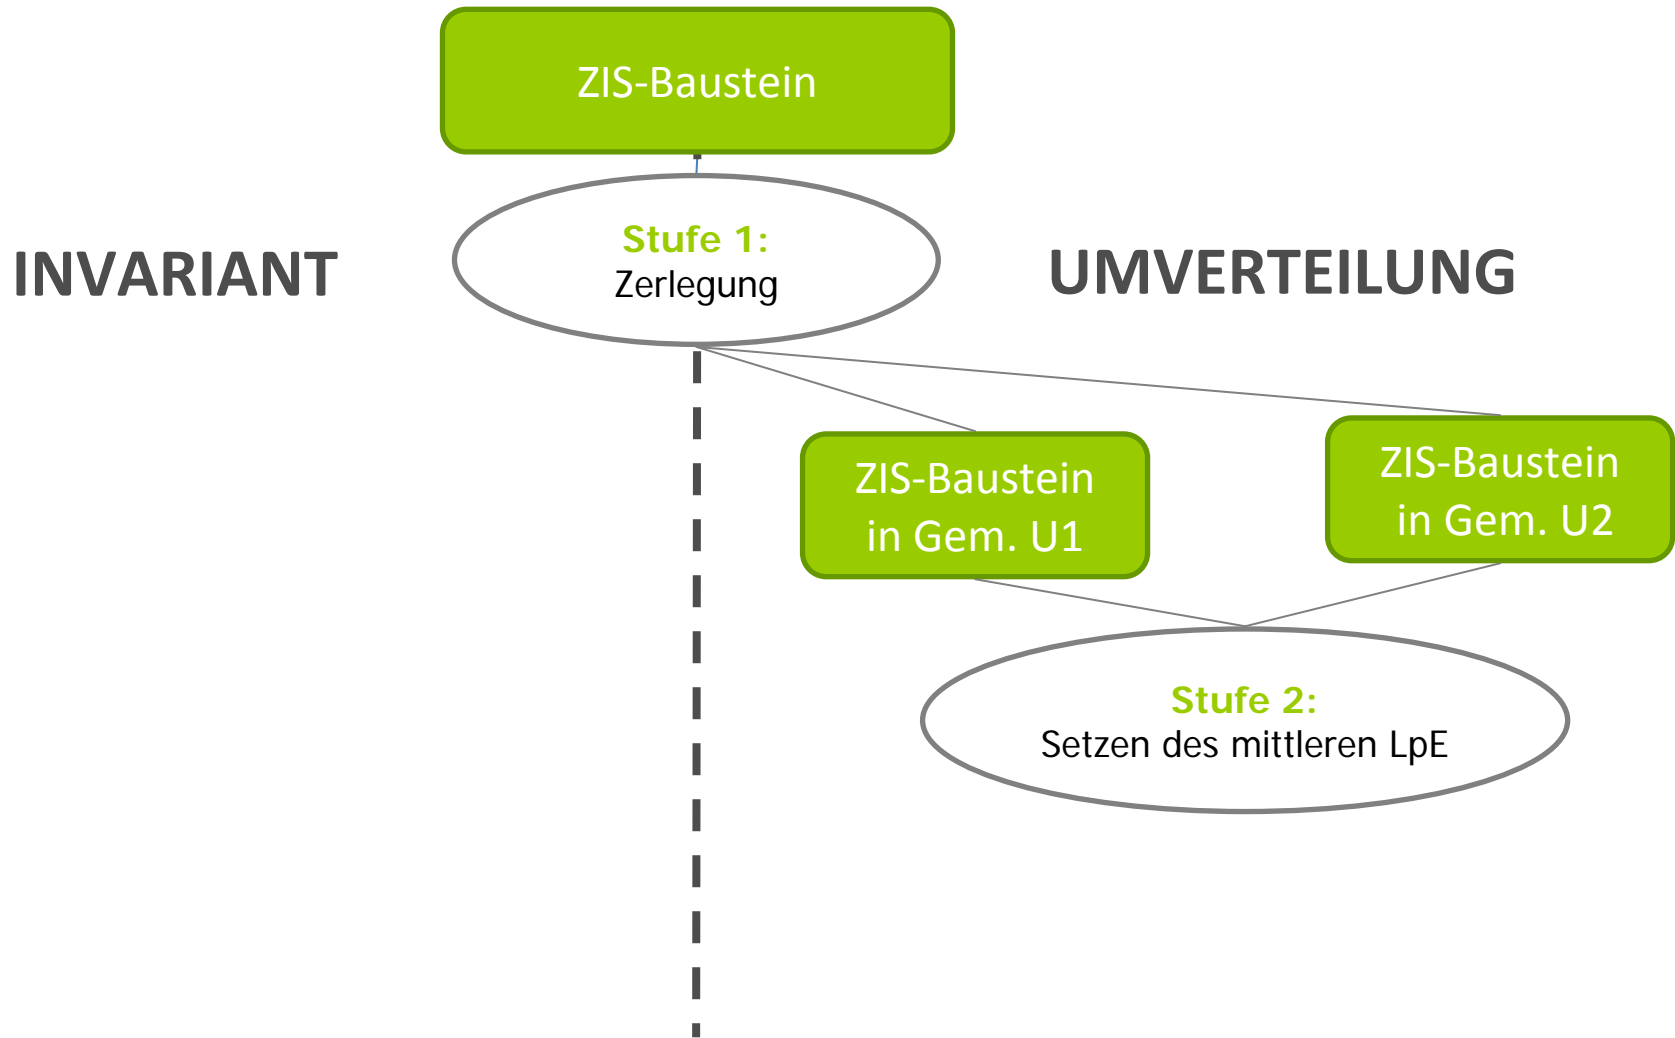 ZIS-Baustein
Stufe 1:
Zerlegung
INVARIANT
UMVERTEILUNG
ZIS-Baustein
in Gem. U1
ZIS-Baustein
in Gem. U2
Stufe 2:
Setzen des mittleren LpE